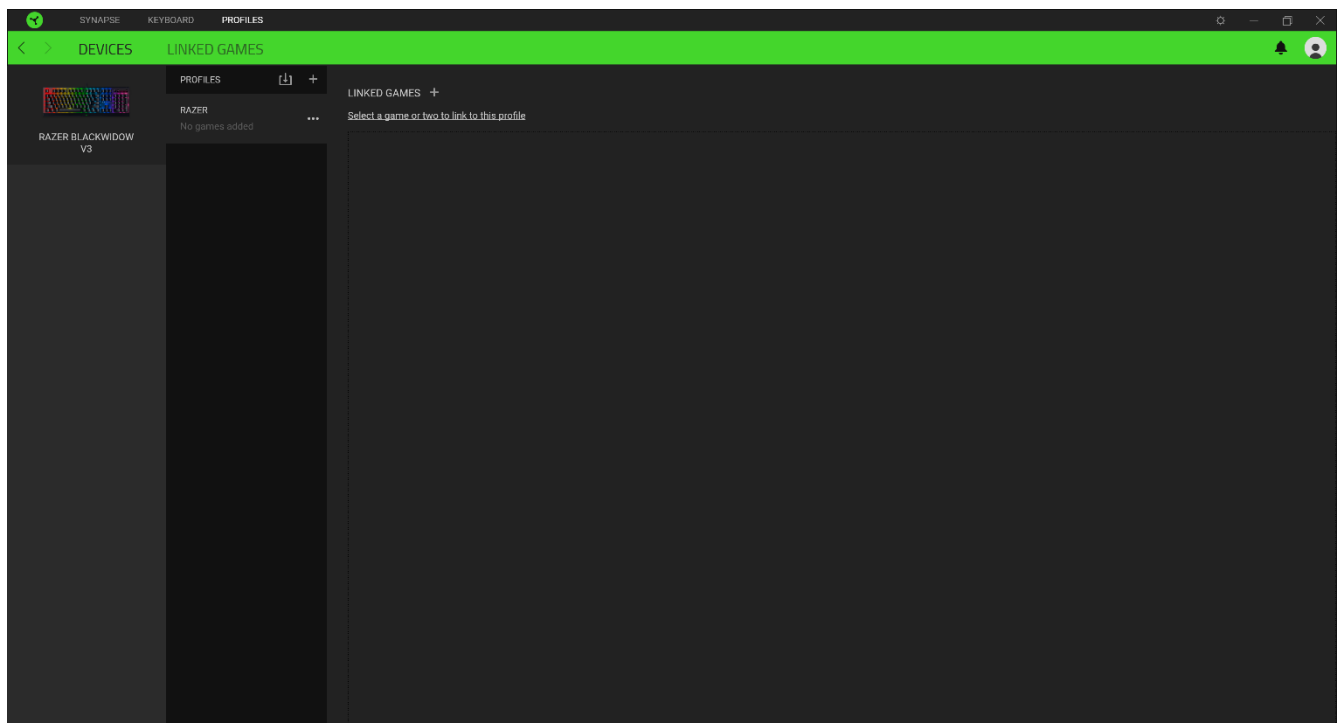 SYNAPSE KEYBOARD PROFILES
DEVICES LINKED GAMES
RAZER BLACKWIDOW
V3
PROFILES
RAZER
No games added
LINKED GAMES +
Select a game or two to link to this profile